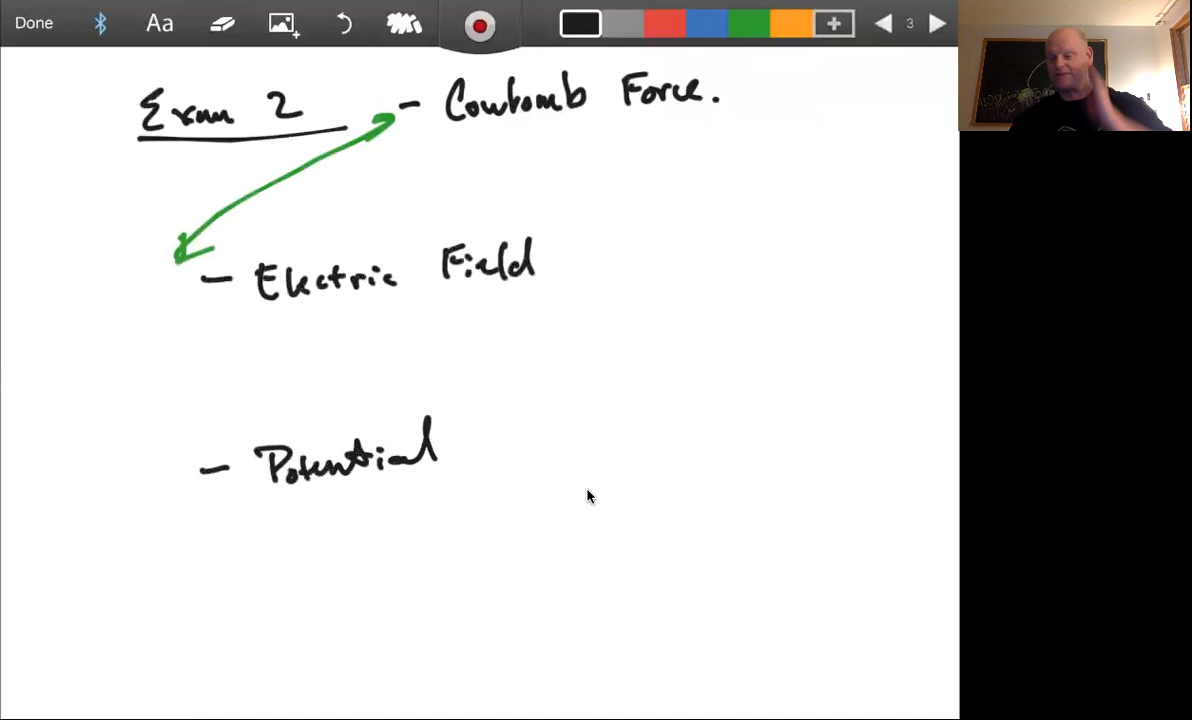 Done Aa 3
Exam 2 - Coulomb Force.
- Electric Field
- Potential